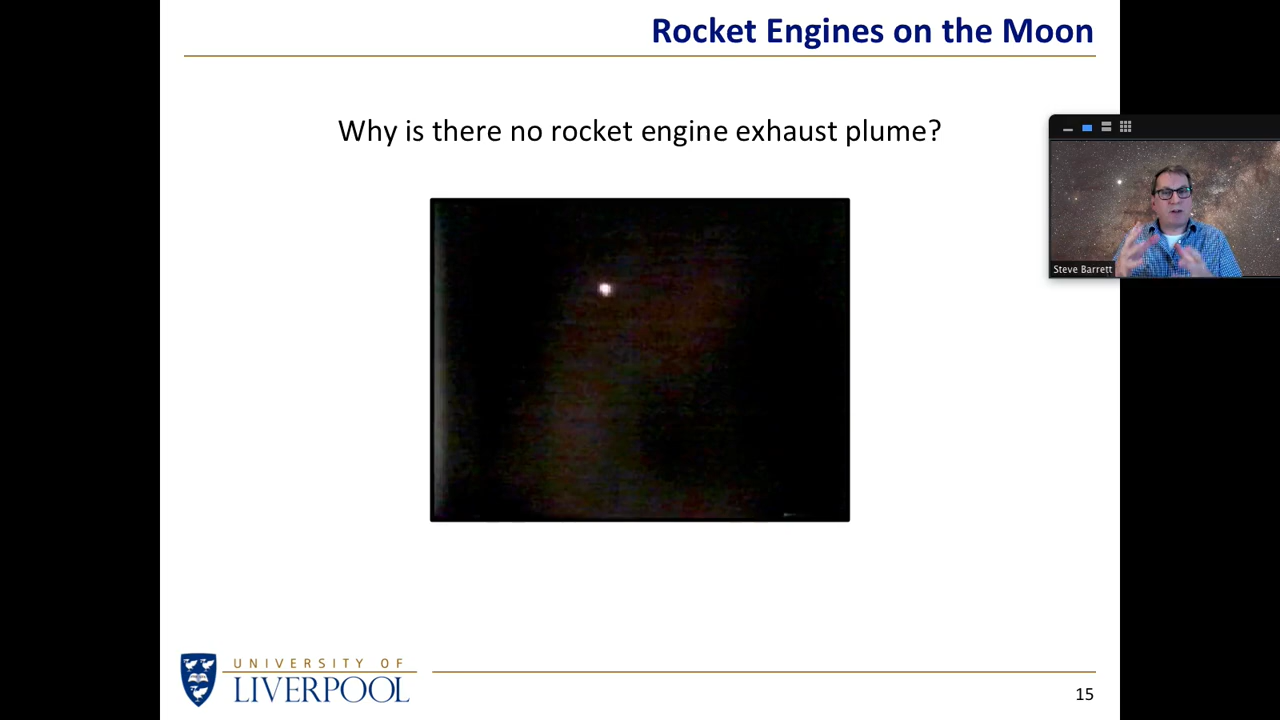 Rocket Engines on the Moon
Why is there no rocket engine exhaust plume?
Steve Barrett
UNIVERSITY OF
LIVERPOOL
15